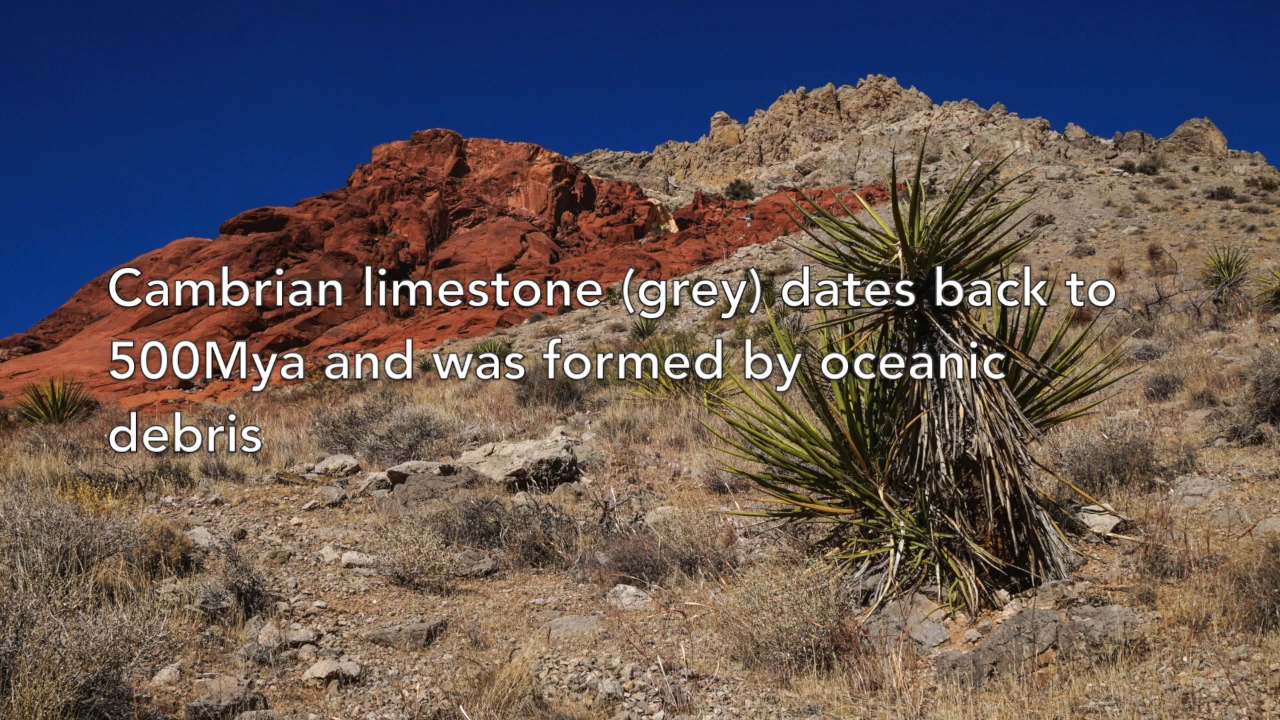 Cambrian limestone (grey) dates back to
500Mya and was formed by oceanic
debris